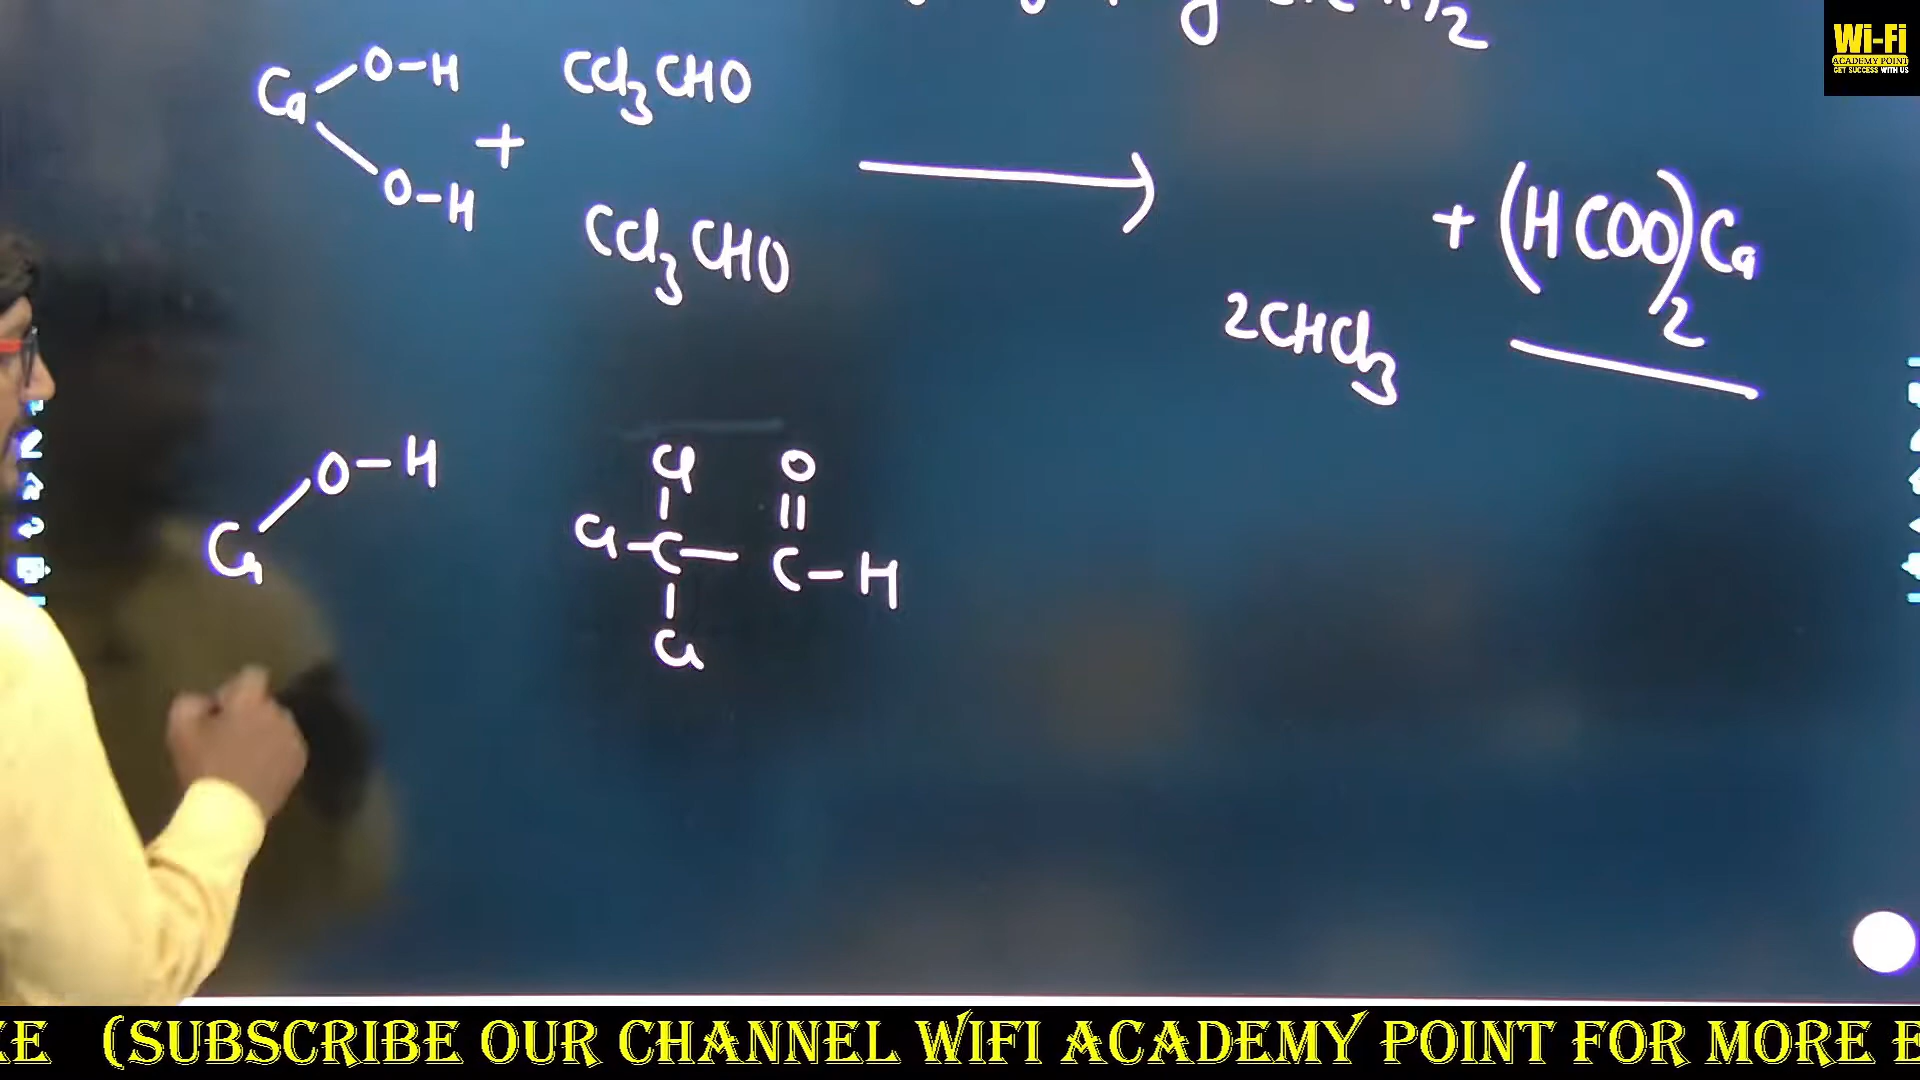 Wi-Fi
ACADEMY POINT
GET SUCCESS WITH US
Ca O-H O-H + CCl3CHO CCl3CHO → 2CHCl3 + (HCOO)2Ca
Ca O-H
Cl O
Cl-C-C-H
Cl
(SUBSCRIBE OUR CHANNEL WIFI ACADEMY POINT FOR MORE